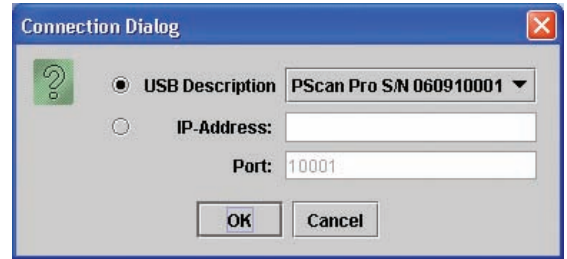 Connection Dialog
USB Description PScan Pro S/N 060910001
IP-Address:
Port: 10001
OK Cancel